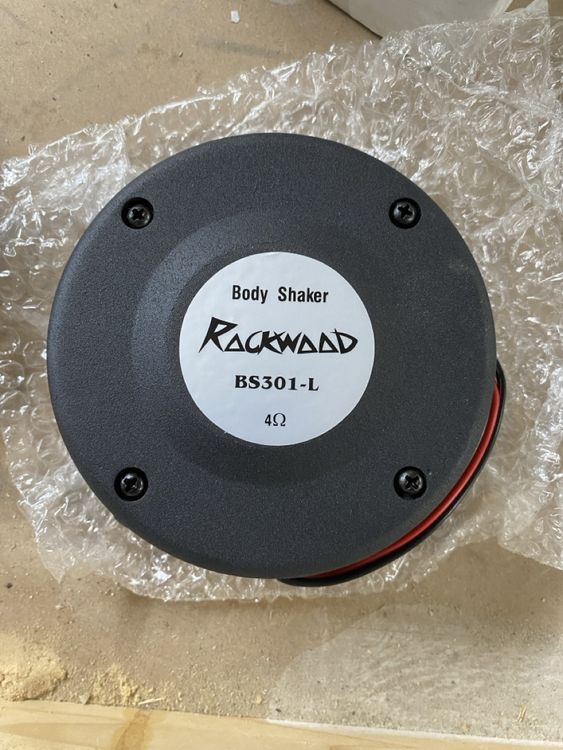 Body Shaker
ROCKWOOD
BS301-L
4Ω